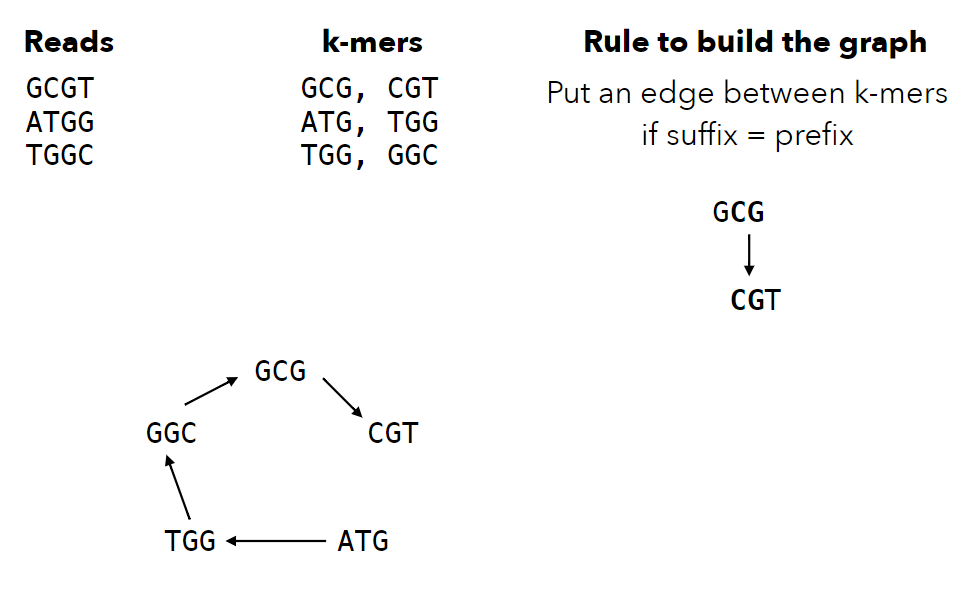 Reads
GCGT
ATGG
TGGC
k-mers
GCG, CGT
ATG, TGG
TGG, GGC
Rule to build the graph
Put an edge between k-mers
if suffix = prefix
GCG
CGT
GCG
GGC
CGT
TGG
ATG